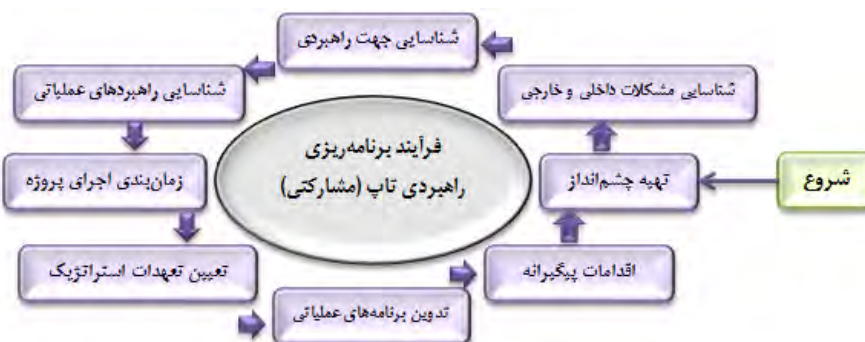 شناسایی جهت راهبردی
شناسایی راهبردهای عملیاتی
شناسایی مشکلات داخلی و خارجی
فرآیند برنامه‌ریزی
راهبردی تاپ (مشارکتی)
زمان‌بندی اجرای پروژه
تهیه چشم‌انداز
شروع
تعیین تعهدات استراتژیک
اقدامات پیگیرانه
تدوین برنامه‌های عملیاتی